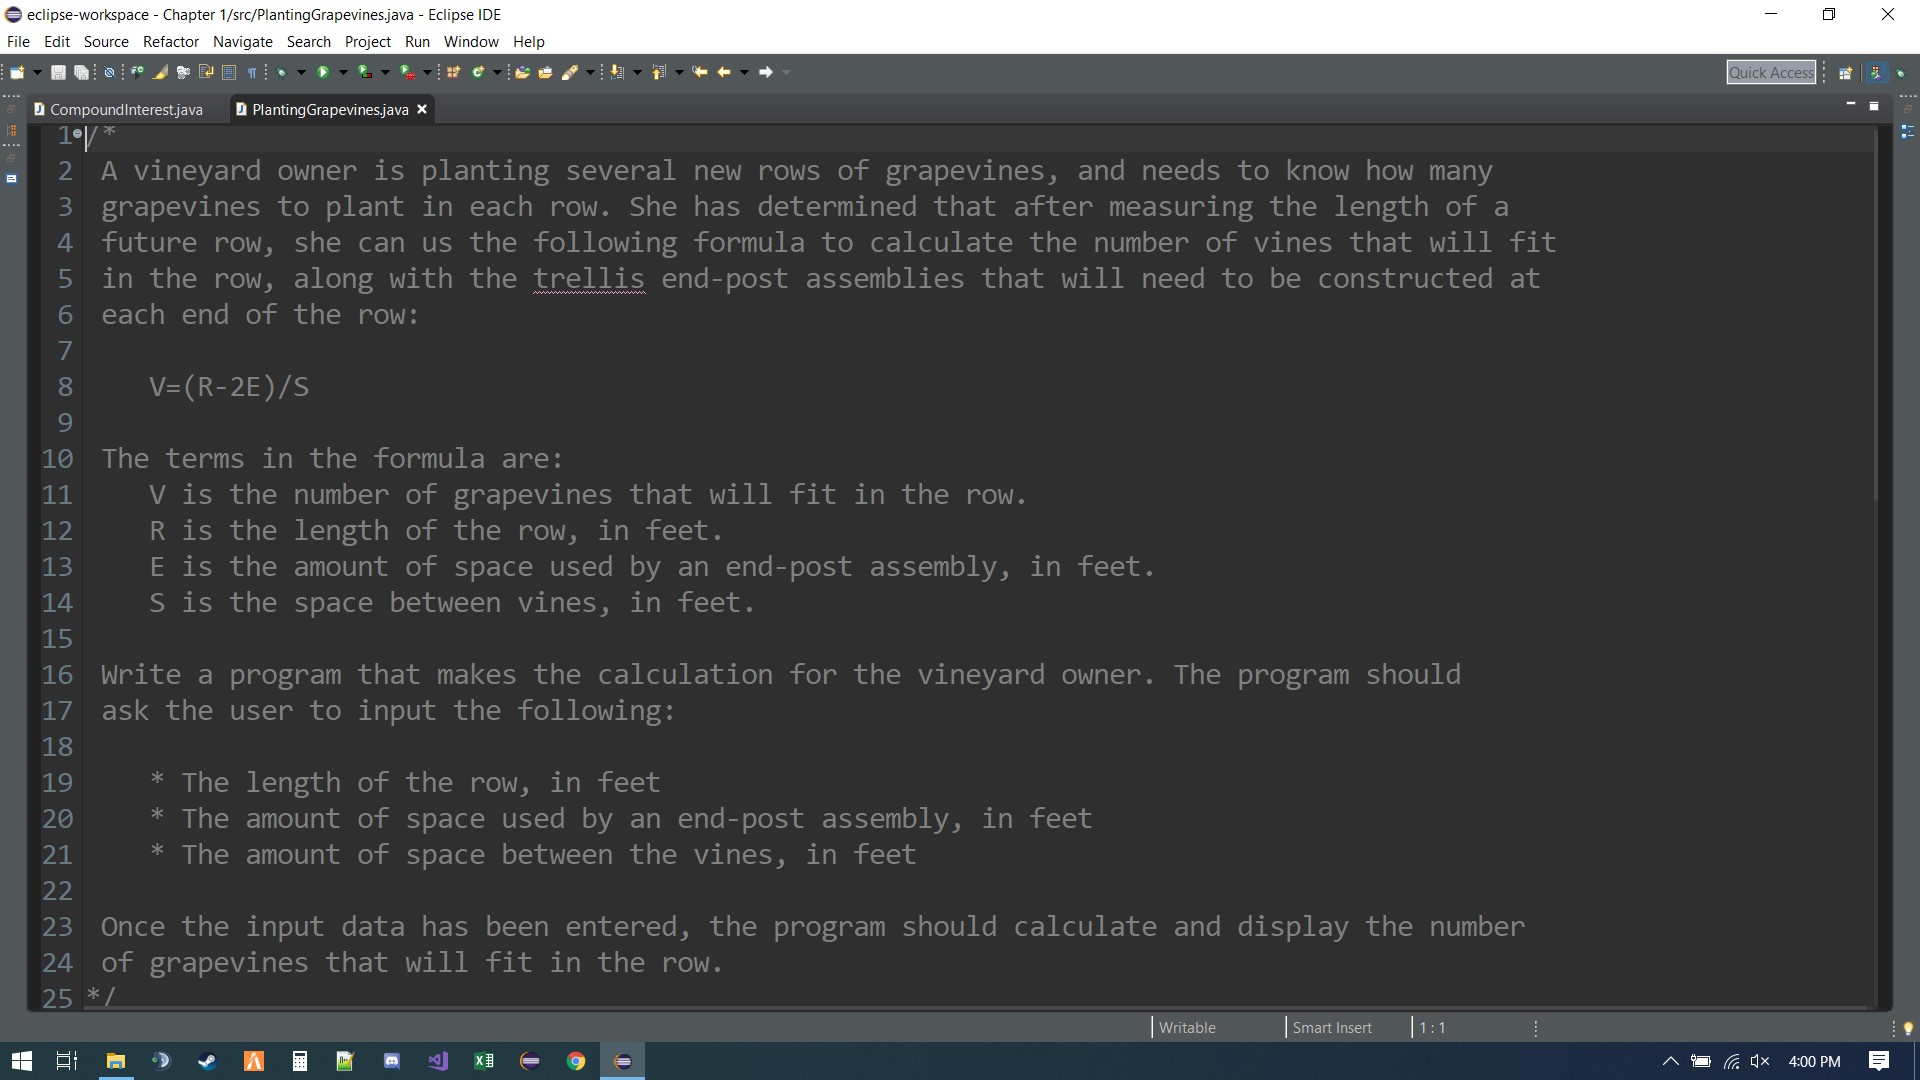 eclipse-workspace - Chapter 1/src/PlantingGrapevines.java - Eclipse IDE
File Edit Source Refactor Navigate Search Project Run Window Help
Quick Access
CompoundInterest.java PlantingGrapevines.java
1 /*
2 A vineyard owner is planting several new rows of grapevines, and needs to know how many
3 grapevines to plant in each row. She has determined that after measuring the length of a
4 future row, she can us the following formula to calculate the number of vines that will fit
5 in the row, along with the trellis end-post assemblies that will need to be constructed at
6 each end of the row:
7
8 V=(R-2E)/S
9
10 The terms in the formula are:
11 V is the number of grapevines that will fit in the row.
12 R is the length of the row, in feet.
13 E is the amount of space used by an end-post assembly, in feet.
14 S is the space between vines, in feet.
15
16 Write a program that makes the calculation for the vineyard owner. The program should
17 ask the user to input the following:
18
19 * The length of the row, in feet
20 * The amount of space used by an end-post assembly, in feet
21 * The amount of space between the vines, in feet
22
23 Once the input data has been entered, the program should calculate and display the number
24 of grapevines that will fit in the row.
25 */
Writable Smart Insert 1 : 1
4:00 PM